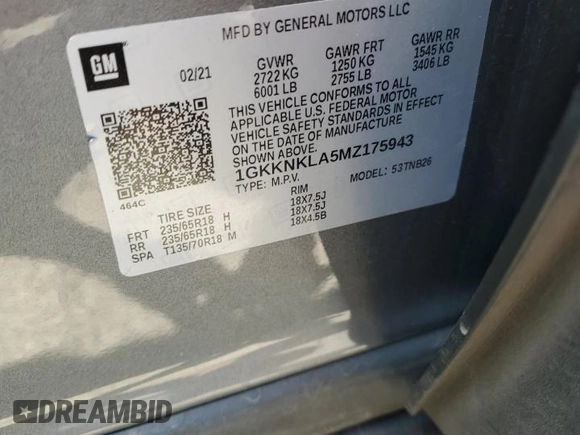 MFD BY GENERAL MOTORS LLC
GM
02/21
GVWR GAWR FRT GAWR RR
2722 KG 1250 KG 1545 KG
6001 LB 2755 LB 3406 LB
THIS VEHICLE CONFORMS TO ALL
APPLICABLE U.S. FEDERAL MOTOR
VEHICLE SAFETY STANDARDS IN EFFECT
ON THE DATE OF MANUFACTURE
SHOWN ABOVE.
1GKKNKLA5MZ175943
TYPE: M.P.V. MODEL: 53TNB26
464C
TIRE SIZE RIM
FRT 235/65R18 H 18X7.5J
RR 235/65R18 H 18X7.5J
SPA T135/70R18 M 18X4.5B
DREAMBID